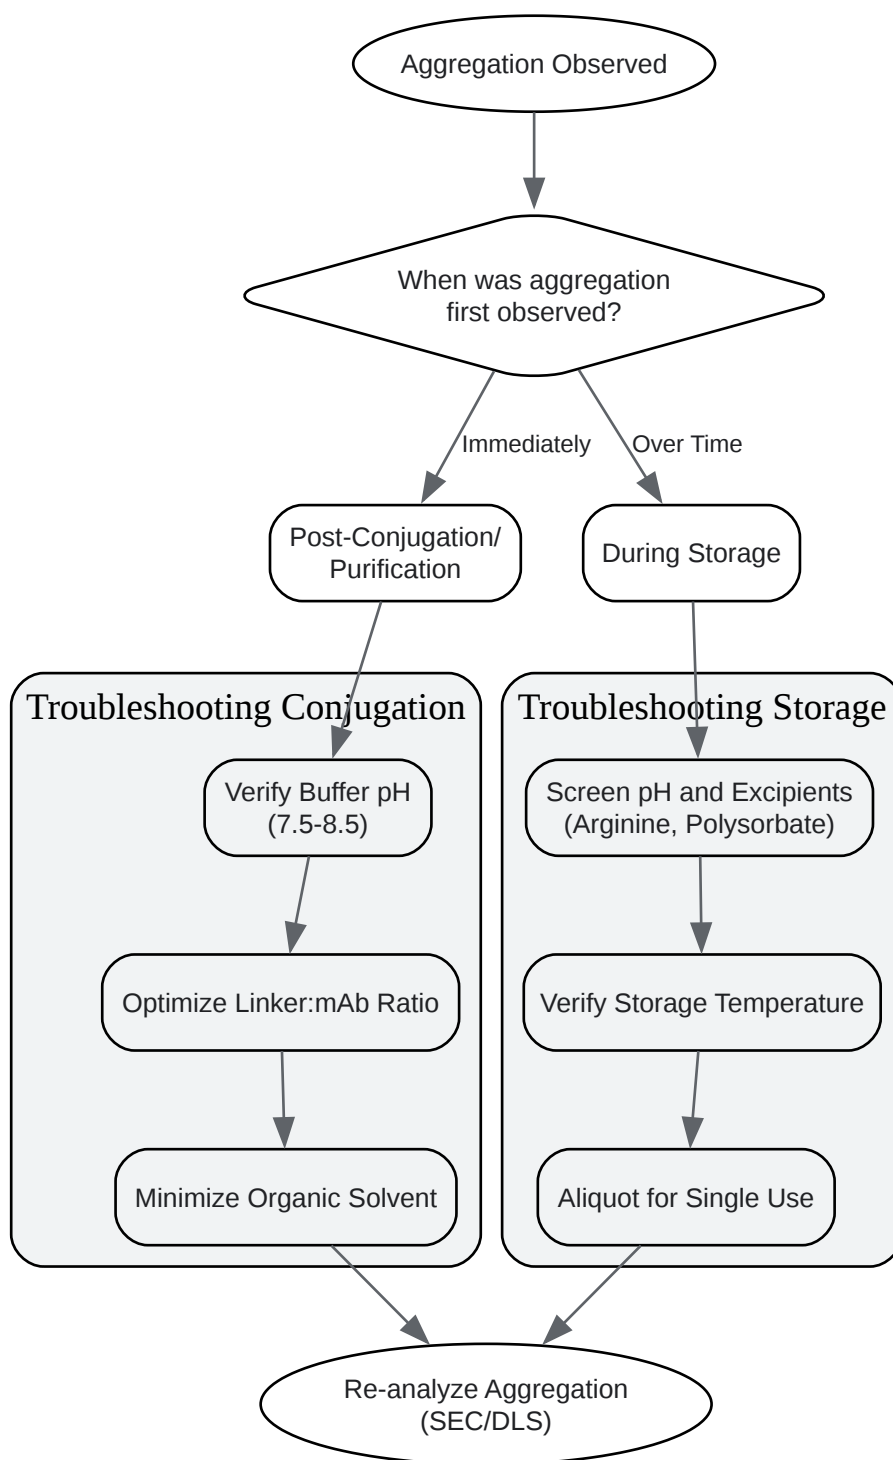 Aggregation Observed
When was aggregation
first observed?
Immediately
Over Time
Post-Conjugation/
Purification
During Storage
Troubleshooting Conjugation
Verify Buffer pH
(7.5-8.5)
Optimize Linker:mAb Ratio
Minimize Organic Solvent
Troubleshooting Storage
Screen pH and Excipients
(Arginine, Polysorbate)
Verify Storage Temperature
Aliquot for Single Use
Re-analyze Aggregation
(SEC/DLS)